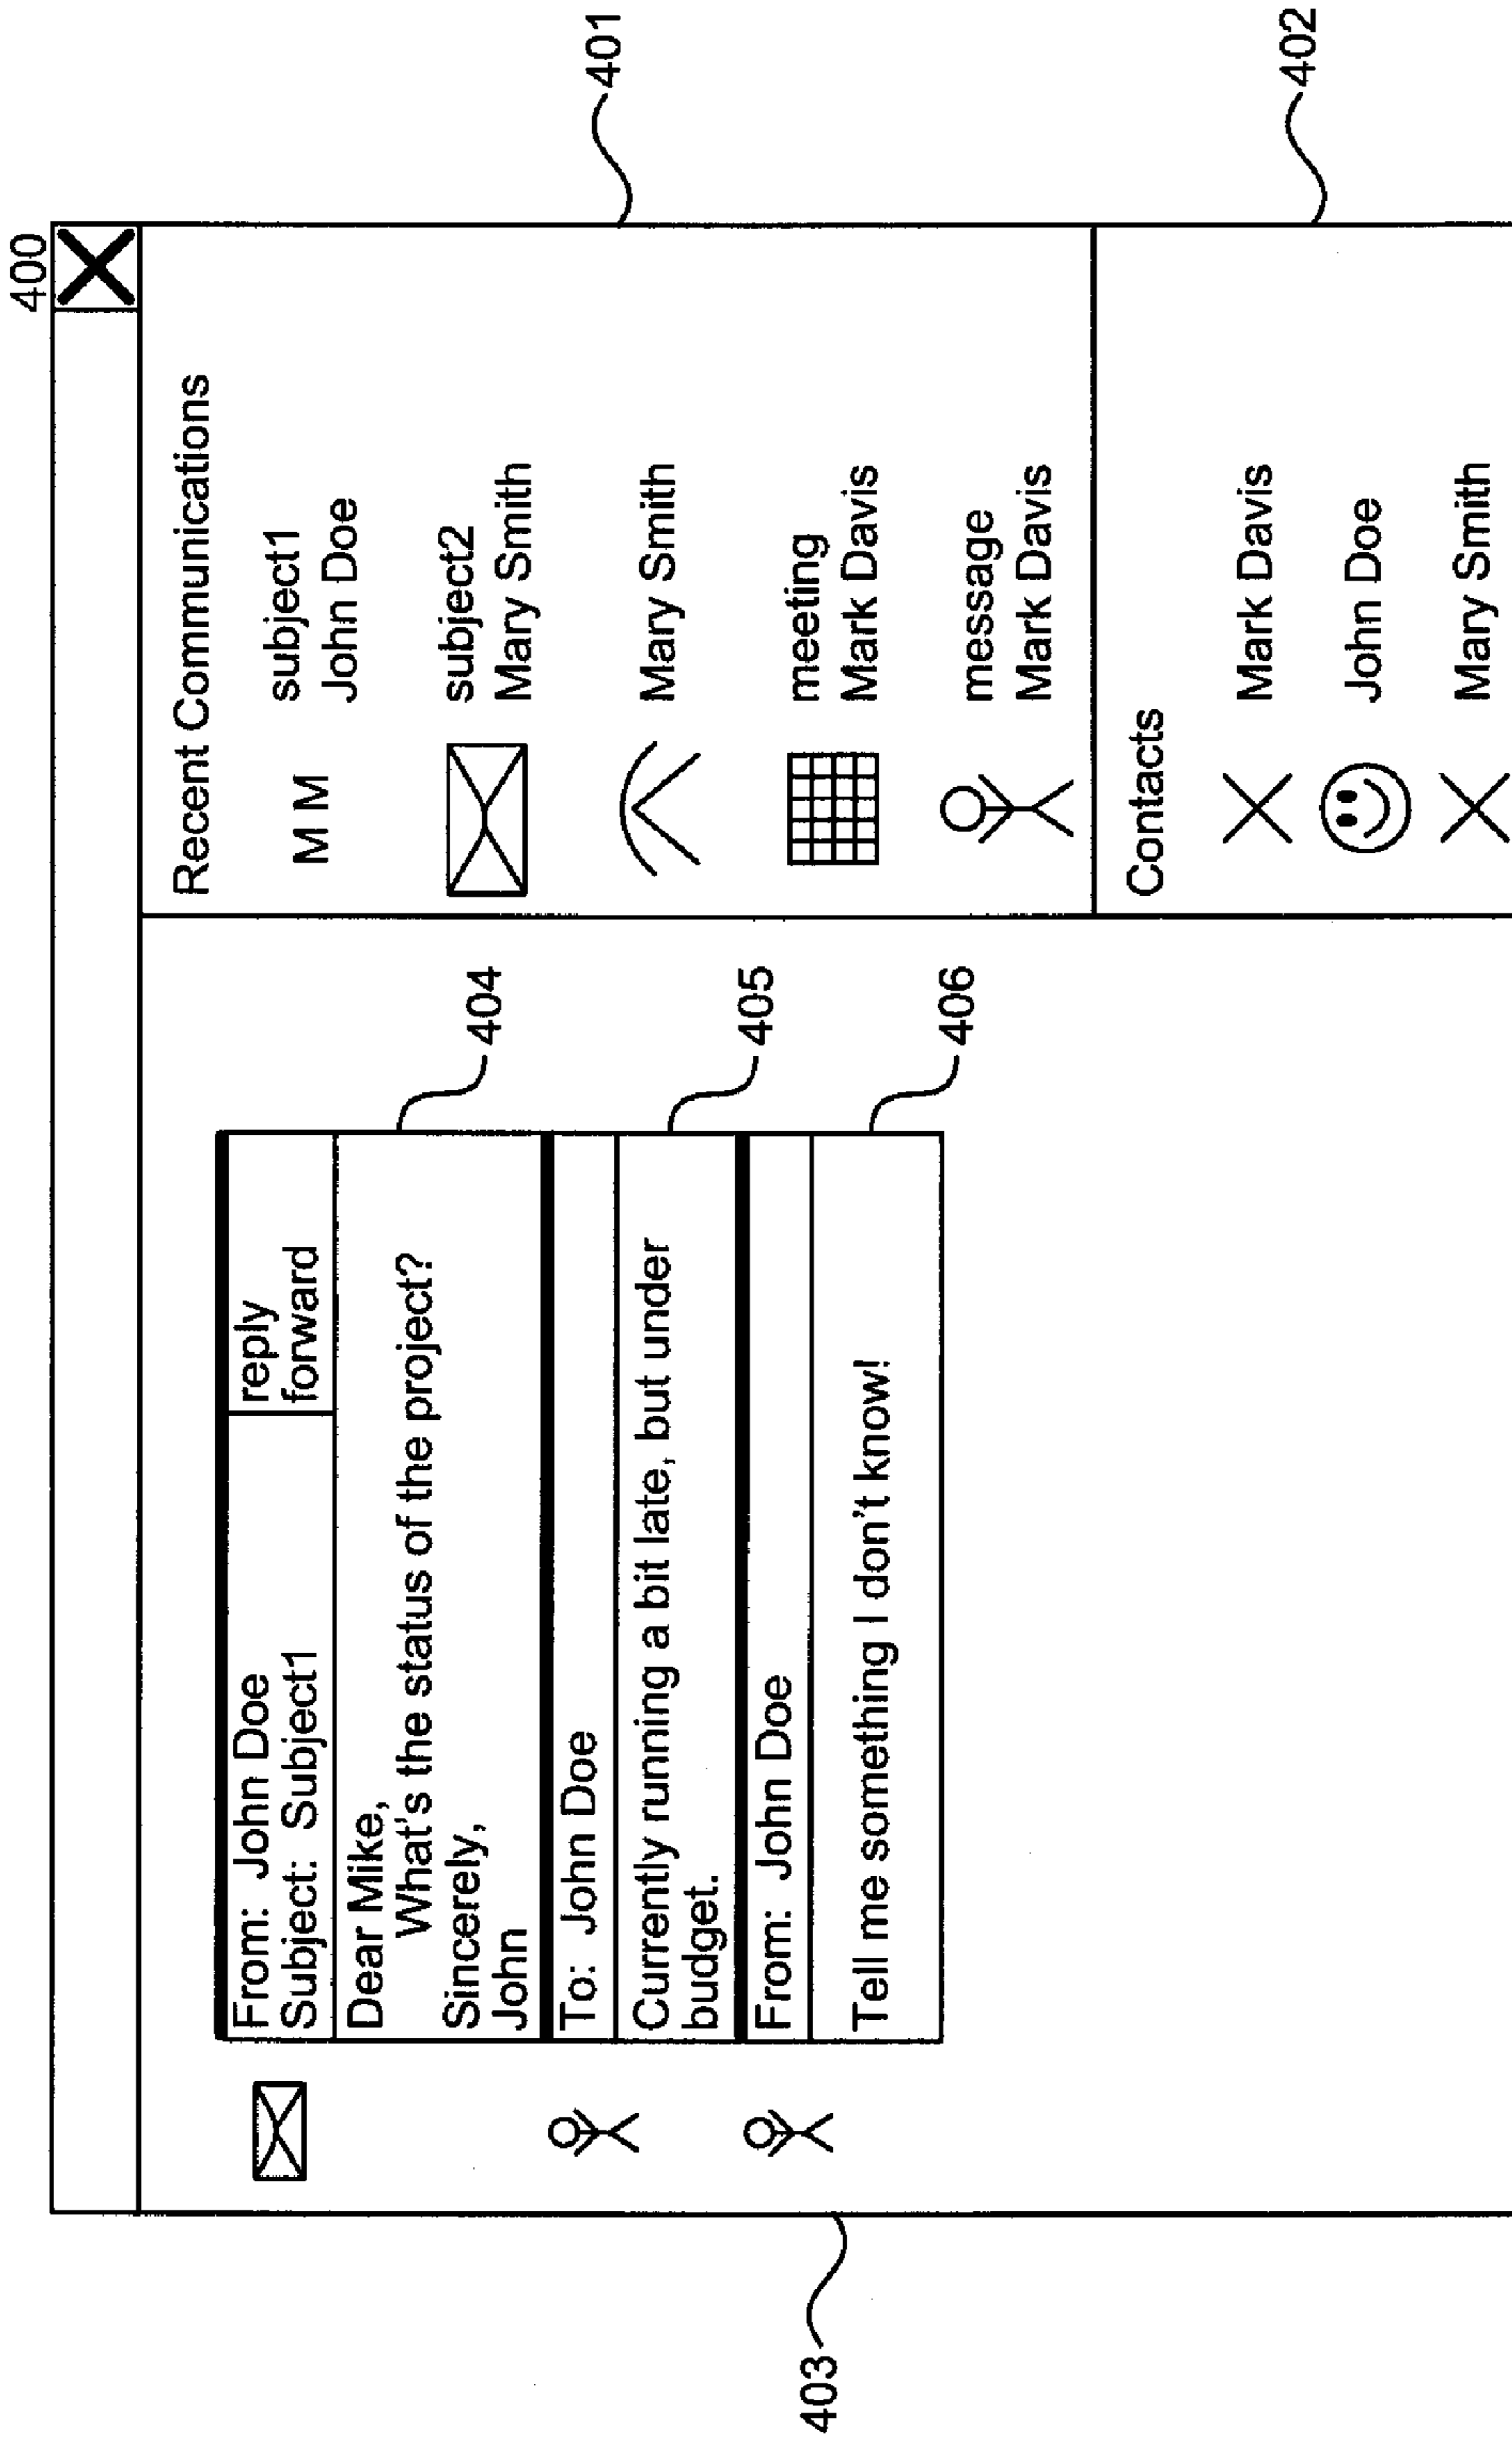 400
From: John Doe
Subject: Subject1
reply
forward
Dear Mike,
What's the status of the project?
Sincerely,
John
404
To: John Doe
Currently running a bit late, but under
budget.
405
From: John Doe
Tell me something I don't know!
406
403
Recent Communications
M M
subject1
John Doe
subject2
Mary Smith
Mary Smith
meeting
Mark Davis
message
Mark Davis
401
Contacts
Mark Davis
John Doe
Mary Smith
402